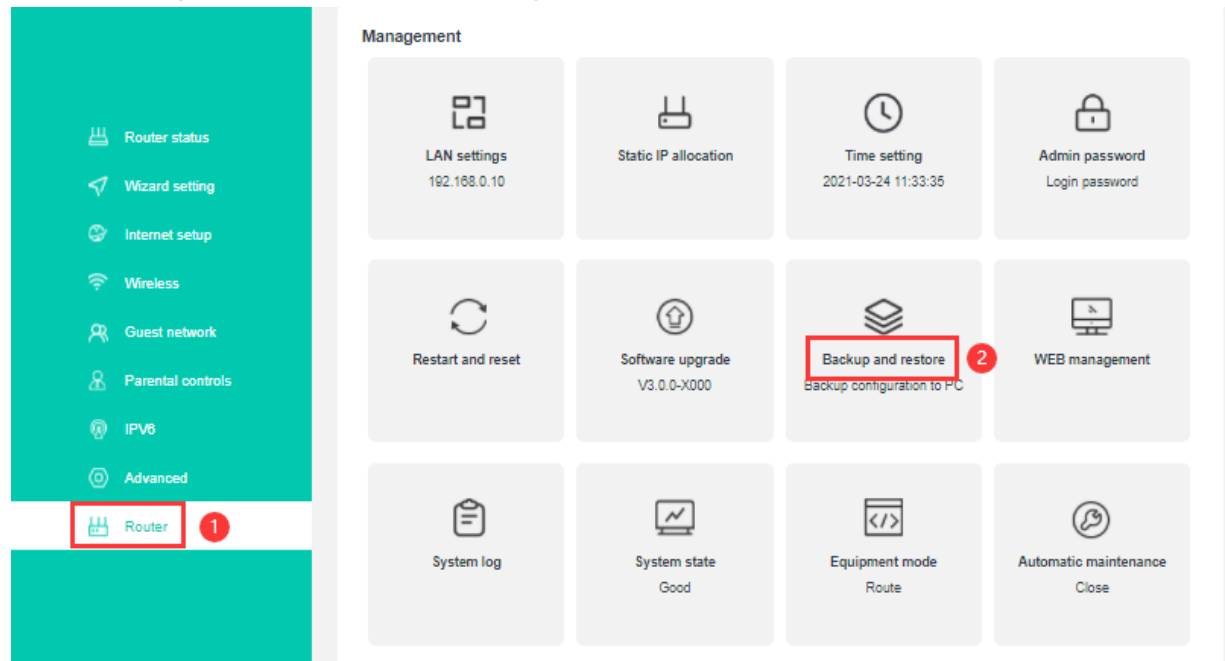 Management
Router status
Wizard setting
Internet setup
Wireless
Guest network
Parental controls
IPV6
Advanced
Router
1
LAN settings
192.168.0.10
Static IP allocation
Time setting
2021-03-24 11:33:35
Admin password
Login password
Restart and reset
Software upgrade
V3.0.0-X000
Backup and restore
2
Backup configuration to PC
WEB management
System log
System state
Good
Equipment mode
Route
Automatic maintenance
Close